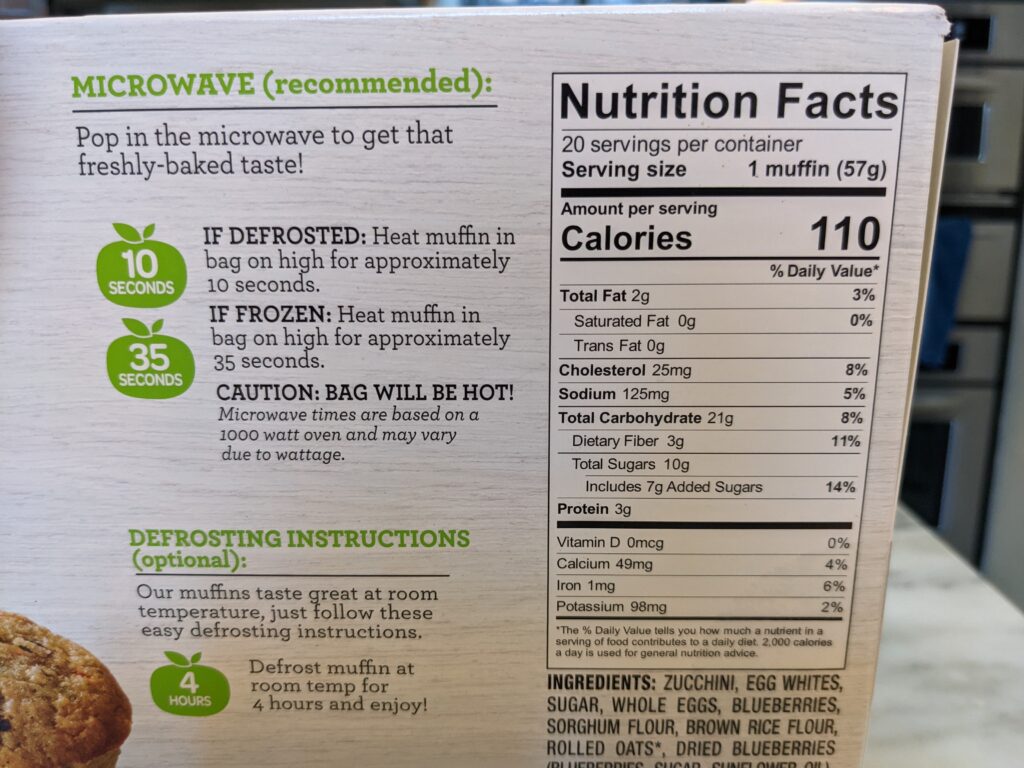 MICROWAVE (recommended):
Pop in the microwave to get that
freshly-baked taste!
10
SECONDS
IF DEFROSTED: Heat muffin in
bag on high for approximately
10 seconds.
35
SECONDS
IF FROZEN: Heat muffin in
bag on high for approximately
35 seconds.
CAUTION: BAG WILL BE HOT!
Microwave times are based on a
1000 watt oven and may vary
due to wattage.
DEFROSTING INSTRUCTIONS
(optional):
Our muffins taste great at room
temperature, just follow these
easy defrosting instructions.
4
HOURS
Defrost muffin at
room temp for
4 hours and enjoy!
Nutrition Facts
20 servings per container
Serving size 1 muffin (57g)
Amount per serving
Calories 110
% Daily Value*
Total Fat 2g 3%
Saturated Fat 0g 0%
Trans Fat 0g
Cholesterol 25mg 8%
Sodium 125mg 5%
Total Carbohydrate 21g 8%
Dietary Fiber 3g 11%
Total Sugars 10g
Includes 7g Added Sugars 14%
Protein 3g
Vitamin D 0mcg 0%
Calcium 49mg 4%
Iron 1mg 6%
Potassium 98mg 2%
*The % Daily Value tells you how much a nutrient in a
serving of food contributes to a daily diet. 2,000 calories
a day is used for general nutrition advice.
INGREDIENTS: ZUCCHINI, EGG WHITES,
SUGAR, WHOLE EGGS, BLUEBERRIES,
SORGHUM FLOUR, BROWN RICE FLOUR,
ROLLED OATS*, DRIED BLUEBERRIES
(BLUEBERRIES, SUGAR, SUNFLOWER OIL),